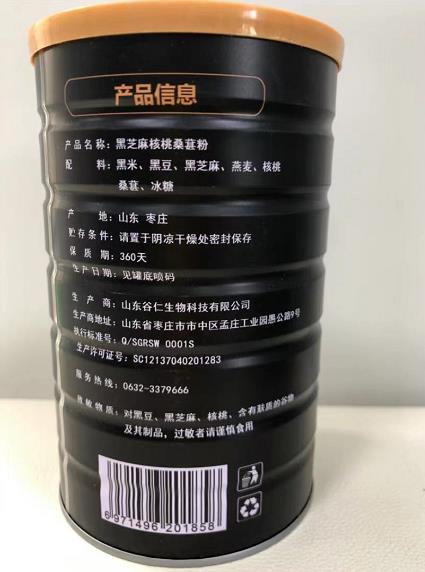 产品信息
产品名称：黑芝麻核桃桑葚粉
配 料：黑米、黑豆、黑芝麻、燕麦、核桃
桑葚、冰糖
产 地：山东 枣庄
贮存条件：请置于阴凉干燥处密封保存
保 质 期：360天
生产日期：见罐底喷码
生 产 商：山东谷仁生物科技有限公司
生产商地址：山东省枣庄市市中区孟庄工业园愚公路9号
执行标准号：Q/SGRSW 0001S
生产许可证号：SC12137040201283
服务热线：0632-3379666
致敏物质：对黑豆、黑芝麻、核桃、含有麸质的谷物
及其制品，过敏者请谨慎食用
6 971496 201858